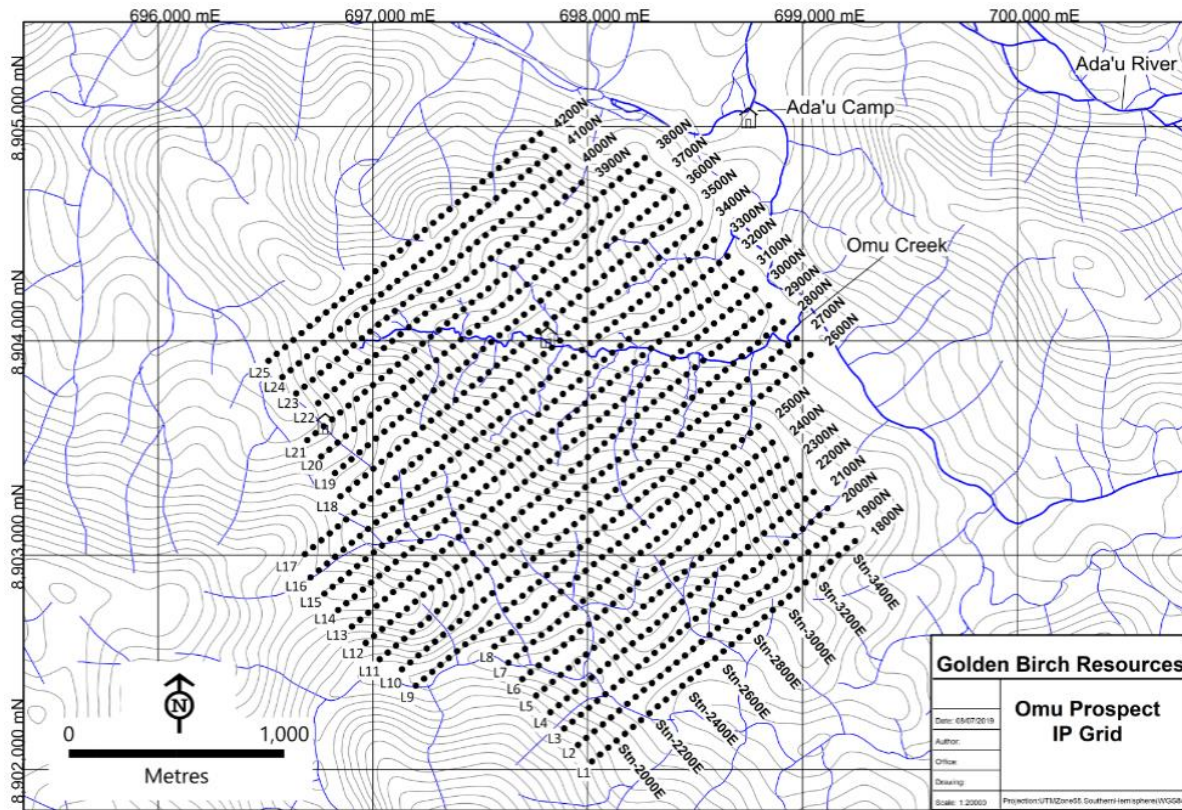 696,000 mE
697,000 mE
698,000 mE
699,000 mE
700,000 mE
8,905,000 mN
8,904,000 mN
8,903,000 mN
8,902,000 mN
Ada'u River
Ada'u Camp
Omu Creek
4200N
4100N
4000N
3900N
3800N
3700N
3600N
3500N
3400N
3300N
3200N
3100N
3000N
2900N
2800N
2700N
2600N
2500N
2400N
2300N
2200N
2100N
2000N
1900N
1800N
L25
L24
L23
L22
L21
L20
L19
L18
L17
L16
L15
L14
L13
L12
L11
L10
L9
L8
L7
L6
L5
L4
L3
L2
L1
Stn-3400E
Stn-3200E
Stn-3000E
Stn-2800E
Stn-2600E
Stn-2400E
Stn-2200E
Stn-2000E
N
0 1,000
Metres
Golden Birch Resources
Omu Prospect
IP Grid
Date: 08/07/2019
Author:
Office:
Drawing:
Scale: 1:20000